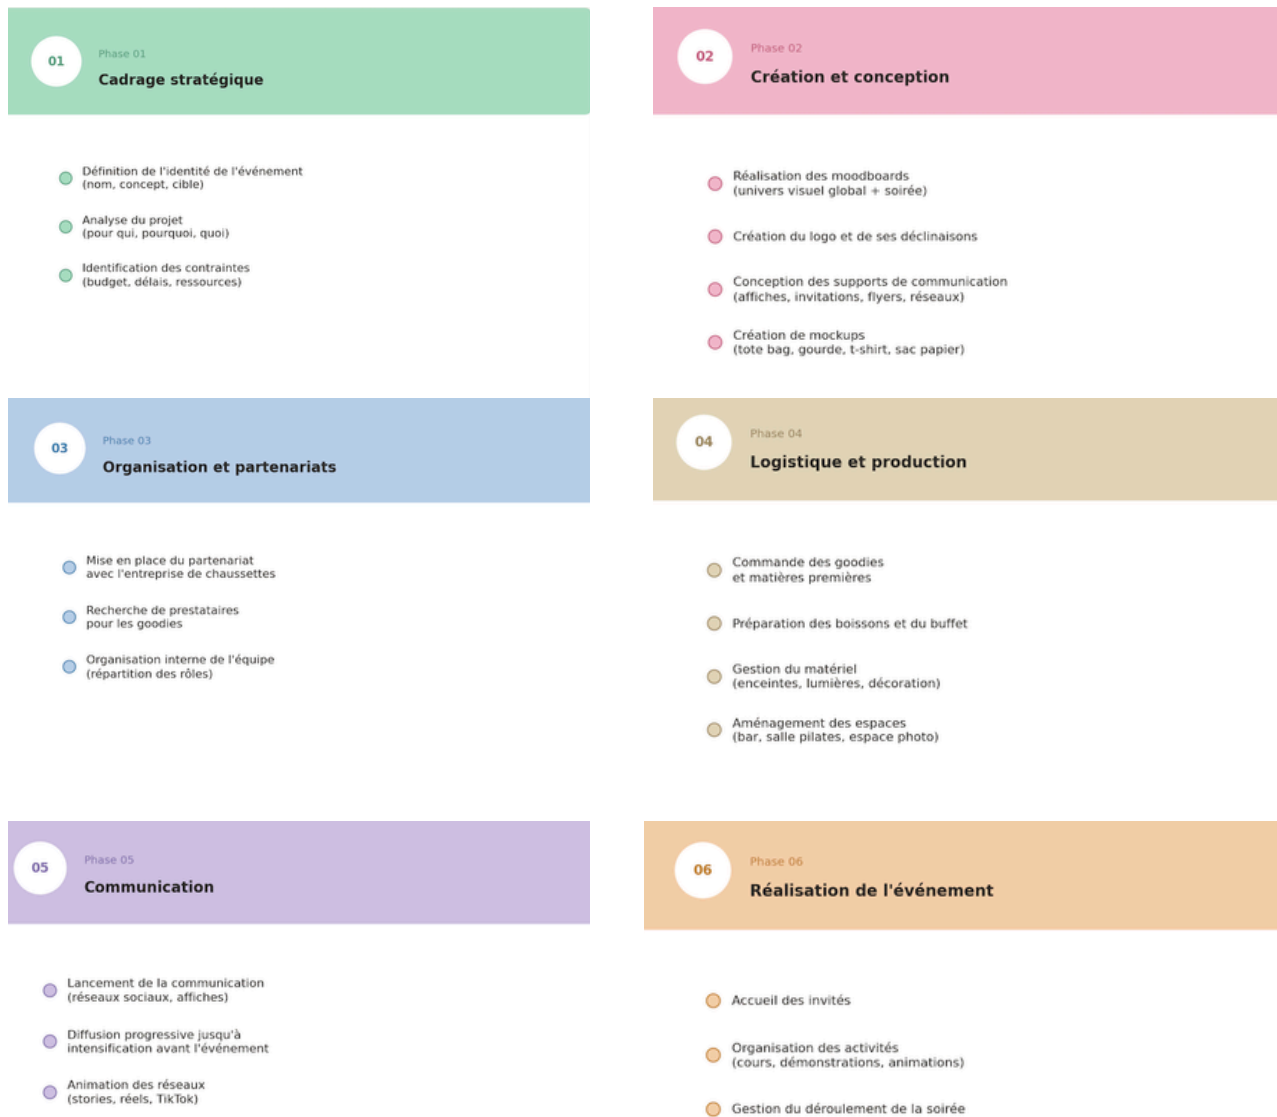 01
Phase 01
Cadrage stratégique
Définition de l'identité de l'événement
(nom, concept, cible)
Analyse du projet
(pour qui, pourquoi, quoi)
Identification des contraintes
(budget, délais, ressources)
02
Phase 02
Création et conception
Réalisation des moodboards
(univers visuel global + soirée)
Création du logo et de ses déclinaisons
Conception des supports de communication
(affiches, invitations, flyers, réseaux)
Création de mockups
(tote bag, gourde, t-shirt, sac papier)
03
Phase 03
Organisation et partenariats
Mise en place du partenariat
avec l'entreprise de chaussettes
Recherche de prestataires
pour les goodies
Organisation interne de l'équipe
(répartition des rôles)
04
Phase 04
Logistique et production
Commande des goodies
et matières premières
Préparation des boissons et du buffet
Gestion du matériel
(enceintes, lumières, décoration)
Aménagement des espaces
(bar, salle pilates, espace photo)
05
Phase 05
Communication
Lancement de la communication
(réseaux sociaux, affiches)
Diffusion progressive jusqu'à
intensification avant l'événement
Animation des réseaux
(stories, réels, TikTok)
06
Phase 06
Réalisation de l'événement
Accueil des invités
Organisation des activités
(cours, démonstrations, animations)
Gestion du déroulement de la soirée